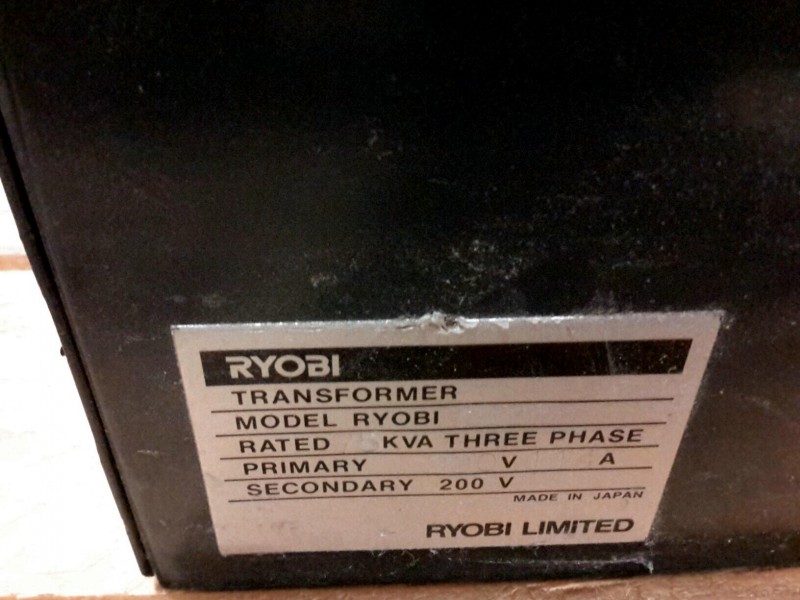 RYOBI
TRANSFORMER
MODEL RYOBI
RATED KVA THREE PHASE
PRIMARY V A
SECONDARY 200 V
MADE IN JAPAN
RYOBI LIMITED